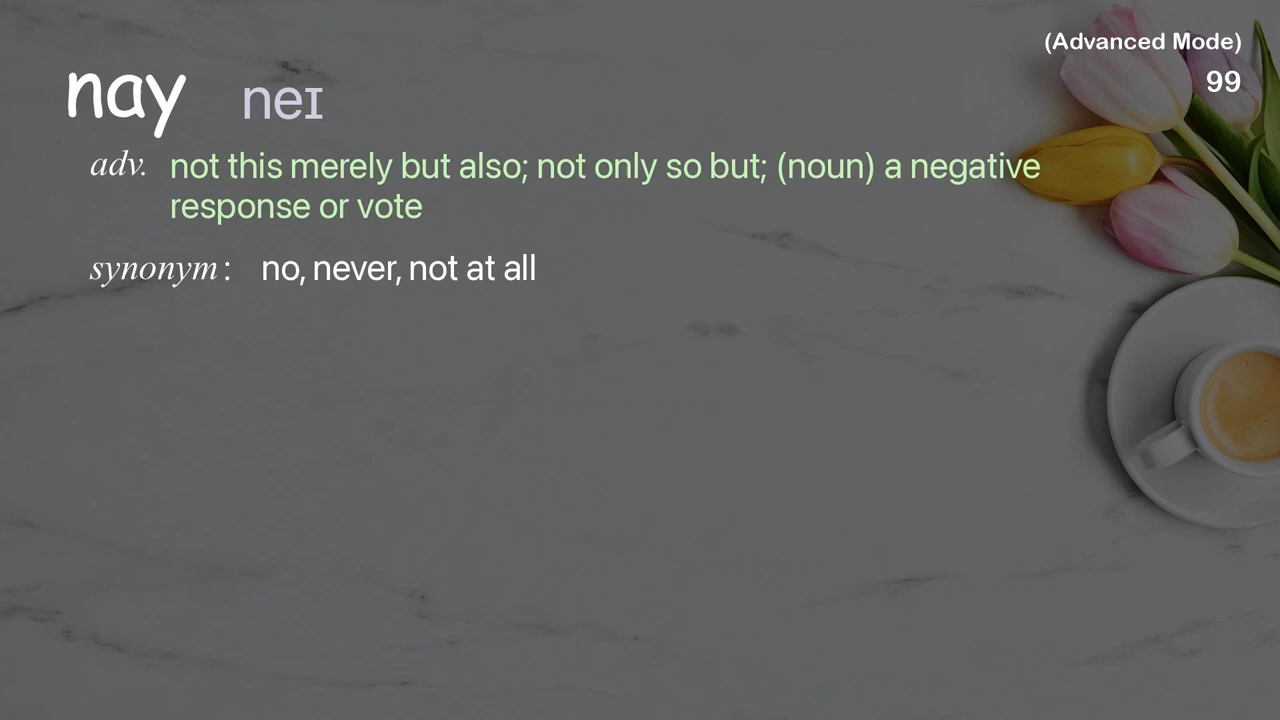 (Advanced Mode)
99
nay neɪ
adv. not this merely but also; not only so but; (noun) a negative
response or vote
synonym: no, never, not at all